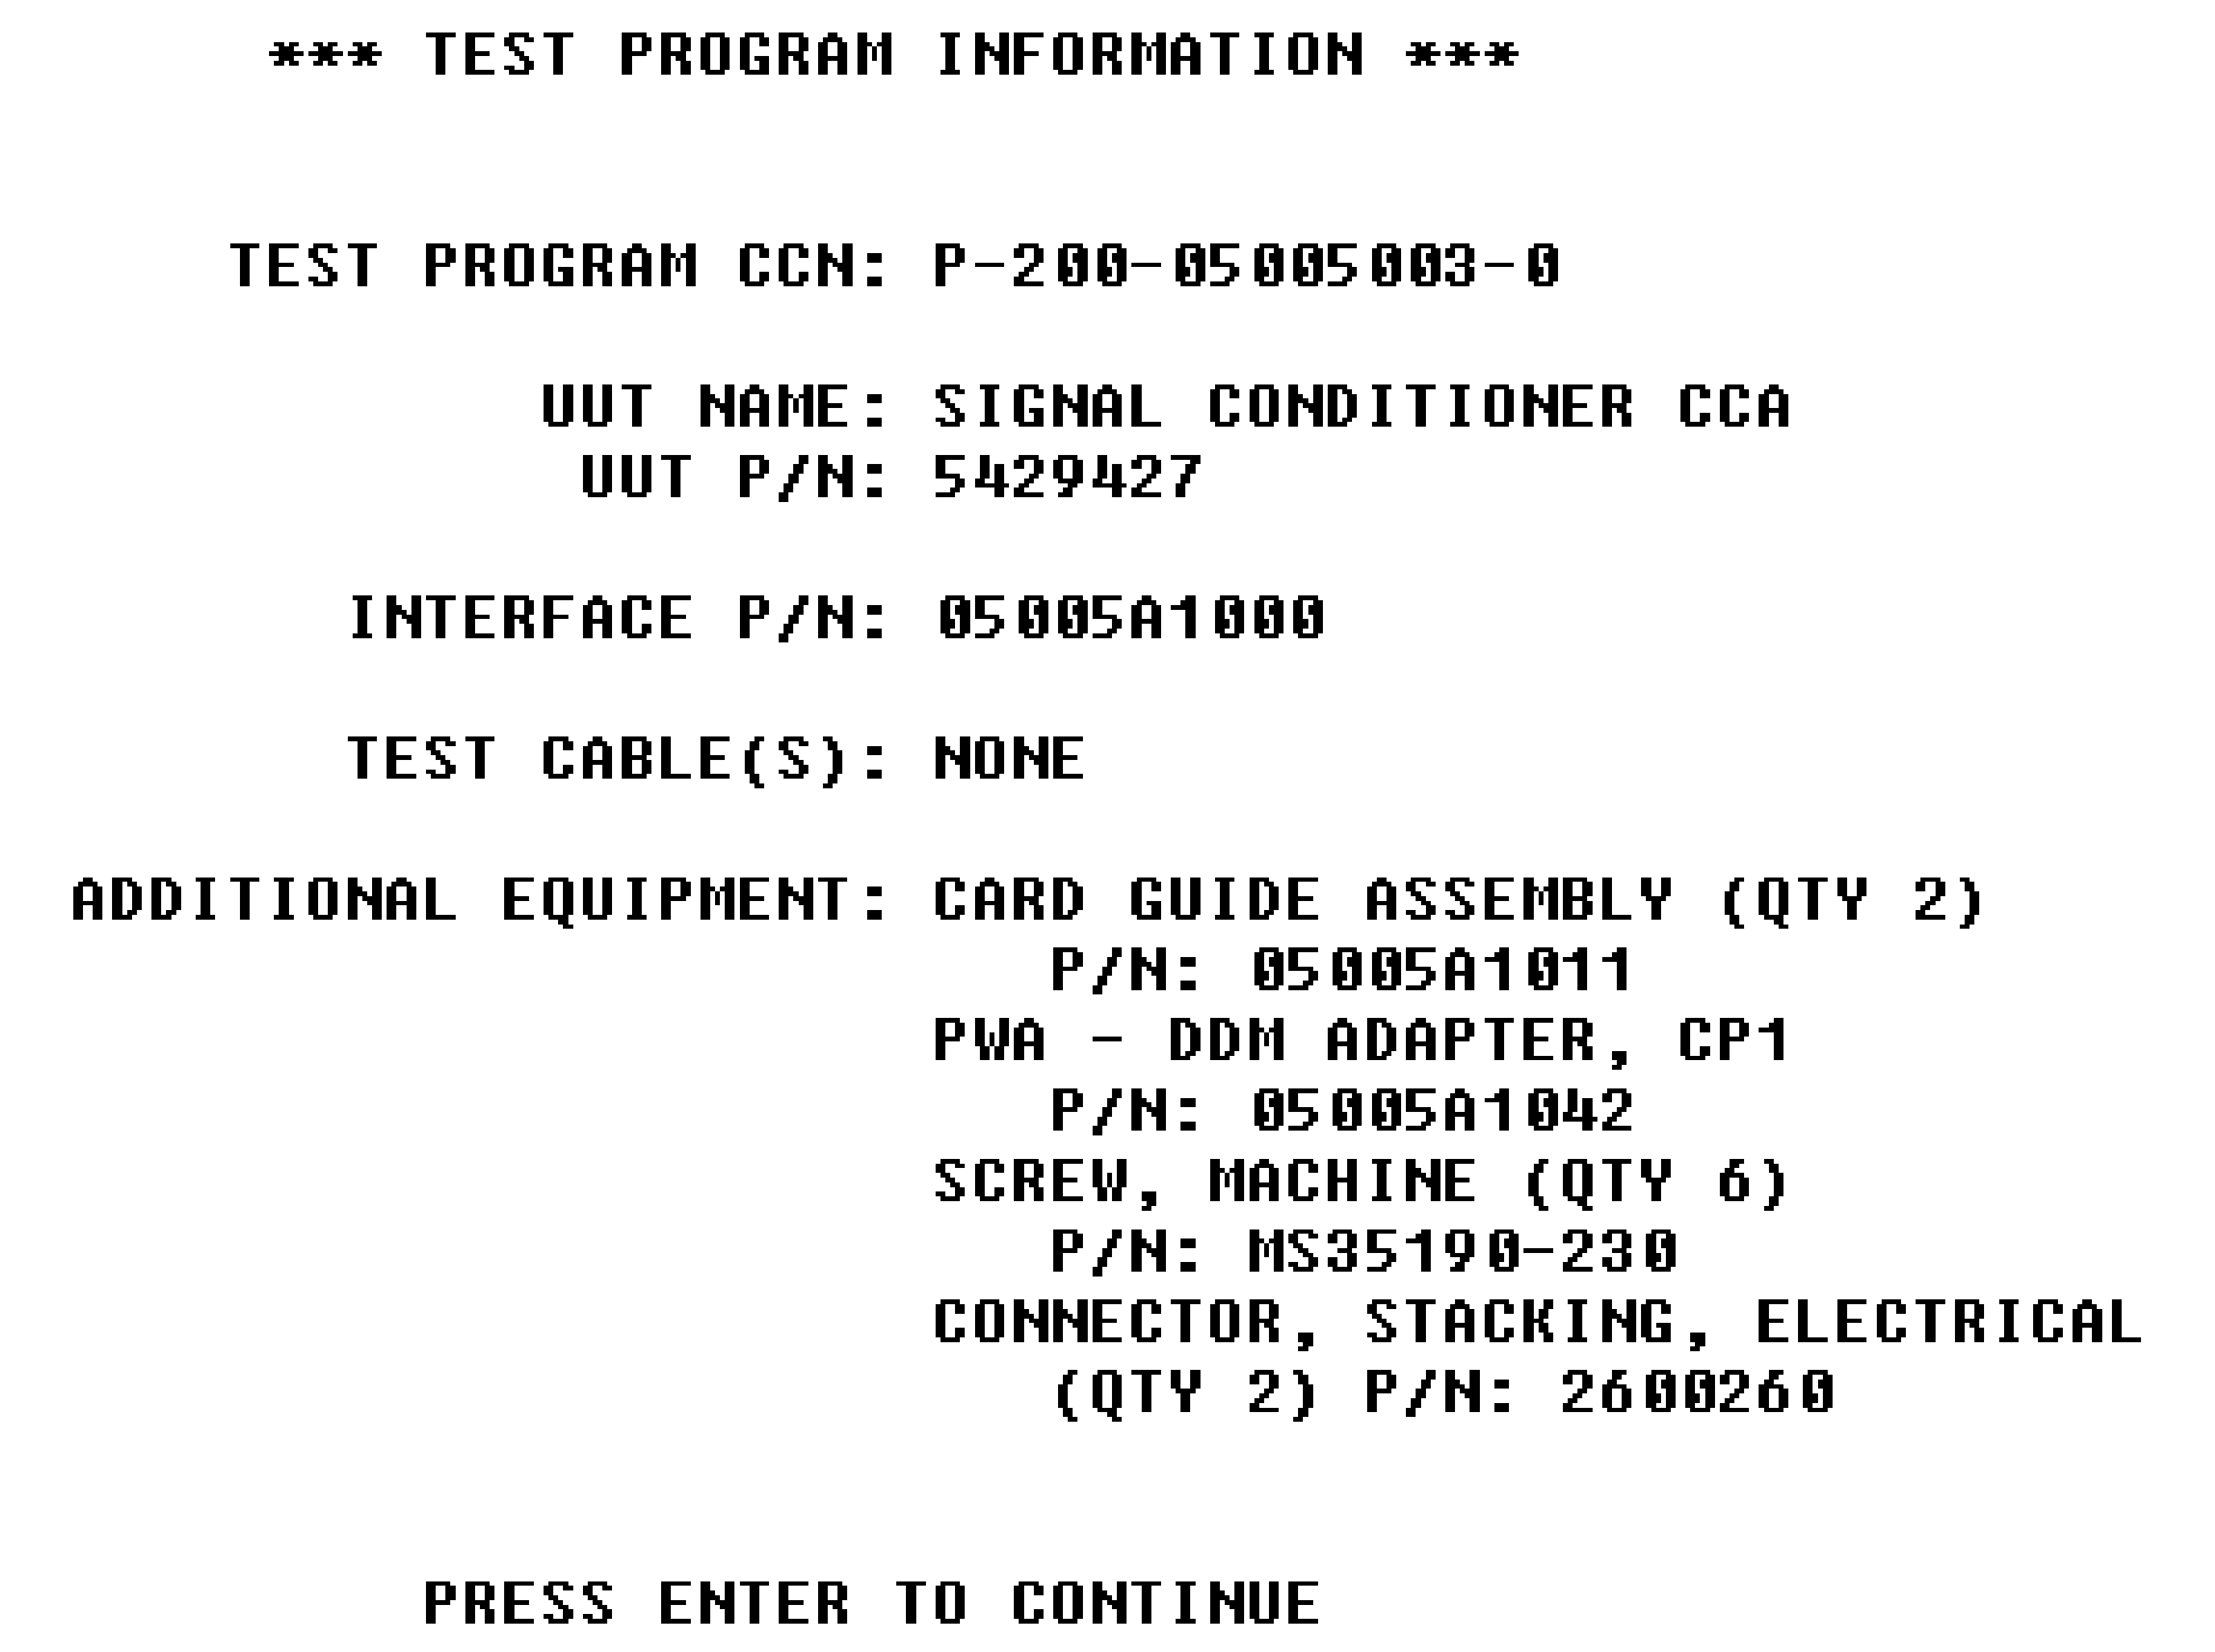 *** TEST PROGRAM INFORMATION ***
TEST PROGRAM CCN: P-200-05005003-0
UUT NAME: SIGNAL CONDITIONER CCA
UUT P/N: 5429427
INTERFACE P/N: 05005A1000
TEST CABLE(S): NONE
ADDITIONAL EQUIPMENT: CARD GUIDE ASSEMBLY (QTY 2)
P/N: 05005A1011
PWA - DDM ADAPTER, CP1
P/N: 05005A1042
SCREW, MACHINE (QTY 6)
P/N: MS35190-230
CONNECTOR, STACKING, ELECTRICAL
(QTY 2) P/N: 2600260
PRESS ENTER TO CONTINUE